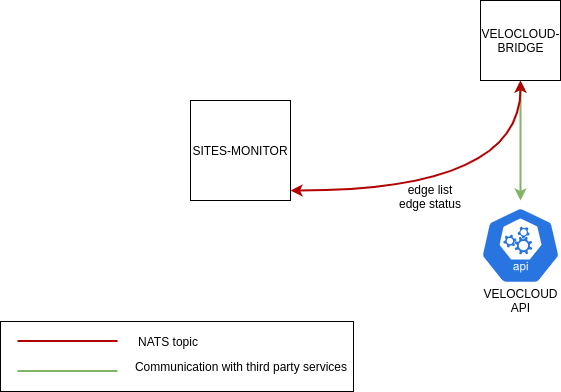 VELOCLOUD-
BRIDGE
SITES-MONITOR
edge list
edge status
api
VELOCLOUD
API
NATS topic
Communication with third party services